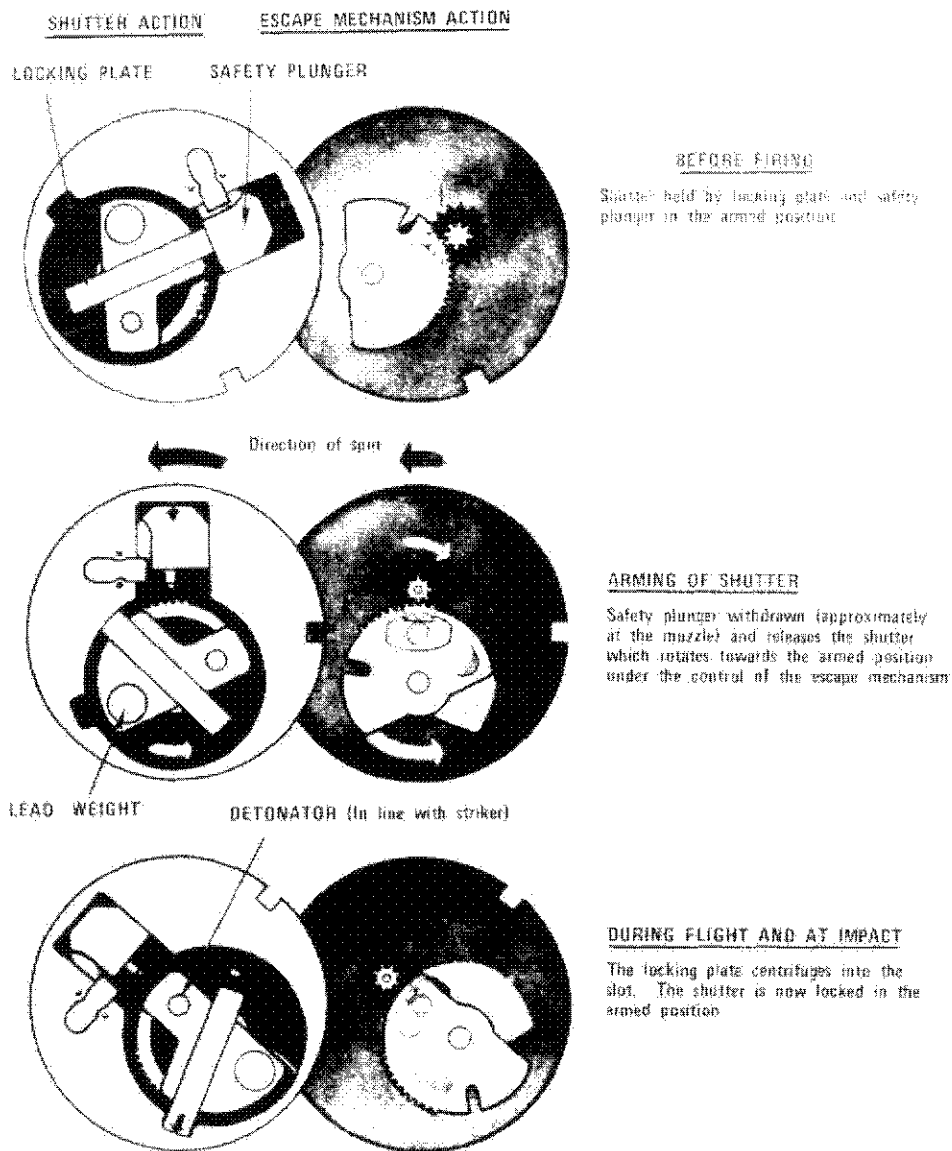 SHUTTER ACTION
ESCAPE MECHANISM ACTION
LOCKING PLATE
SAFETY PLUNGER
BEFORE FIRING
Shutter held by locking plate and safety
plunger in the armed position
Direction of spin
ARMING OF SHUTTER
Safety plunger withdrawn (approximately
at the muzzle) and releases the shutter
which rotates towards the armed position
under the control of the escape mechanism
LEAD WEIGHT
DETONATOR (In line with striker)
DURING FLIGHT AND AT IMPACT
The locking plate centrifuges into the
slot. The shutter is now locked in the
armed position